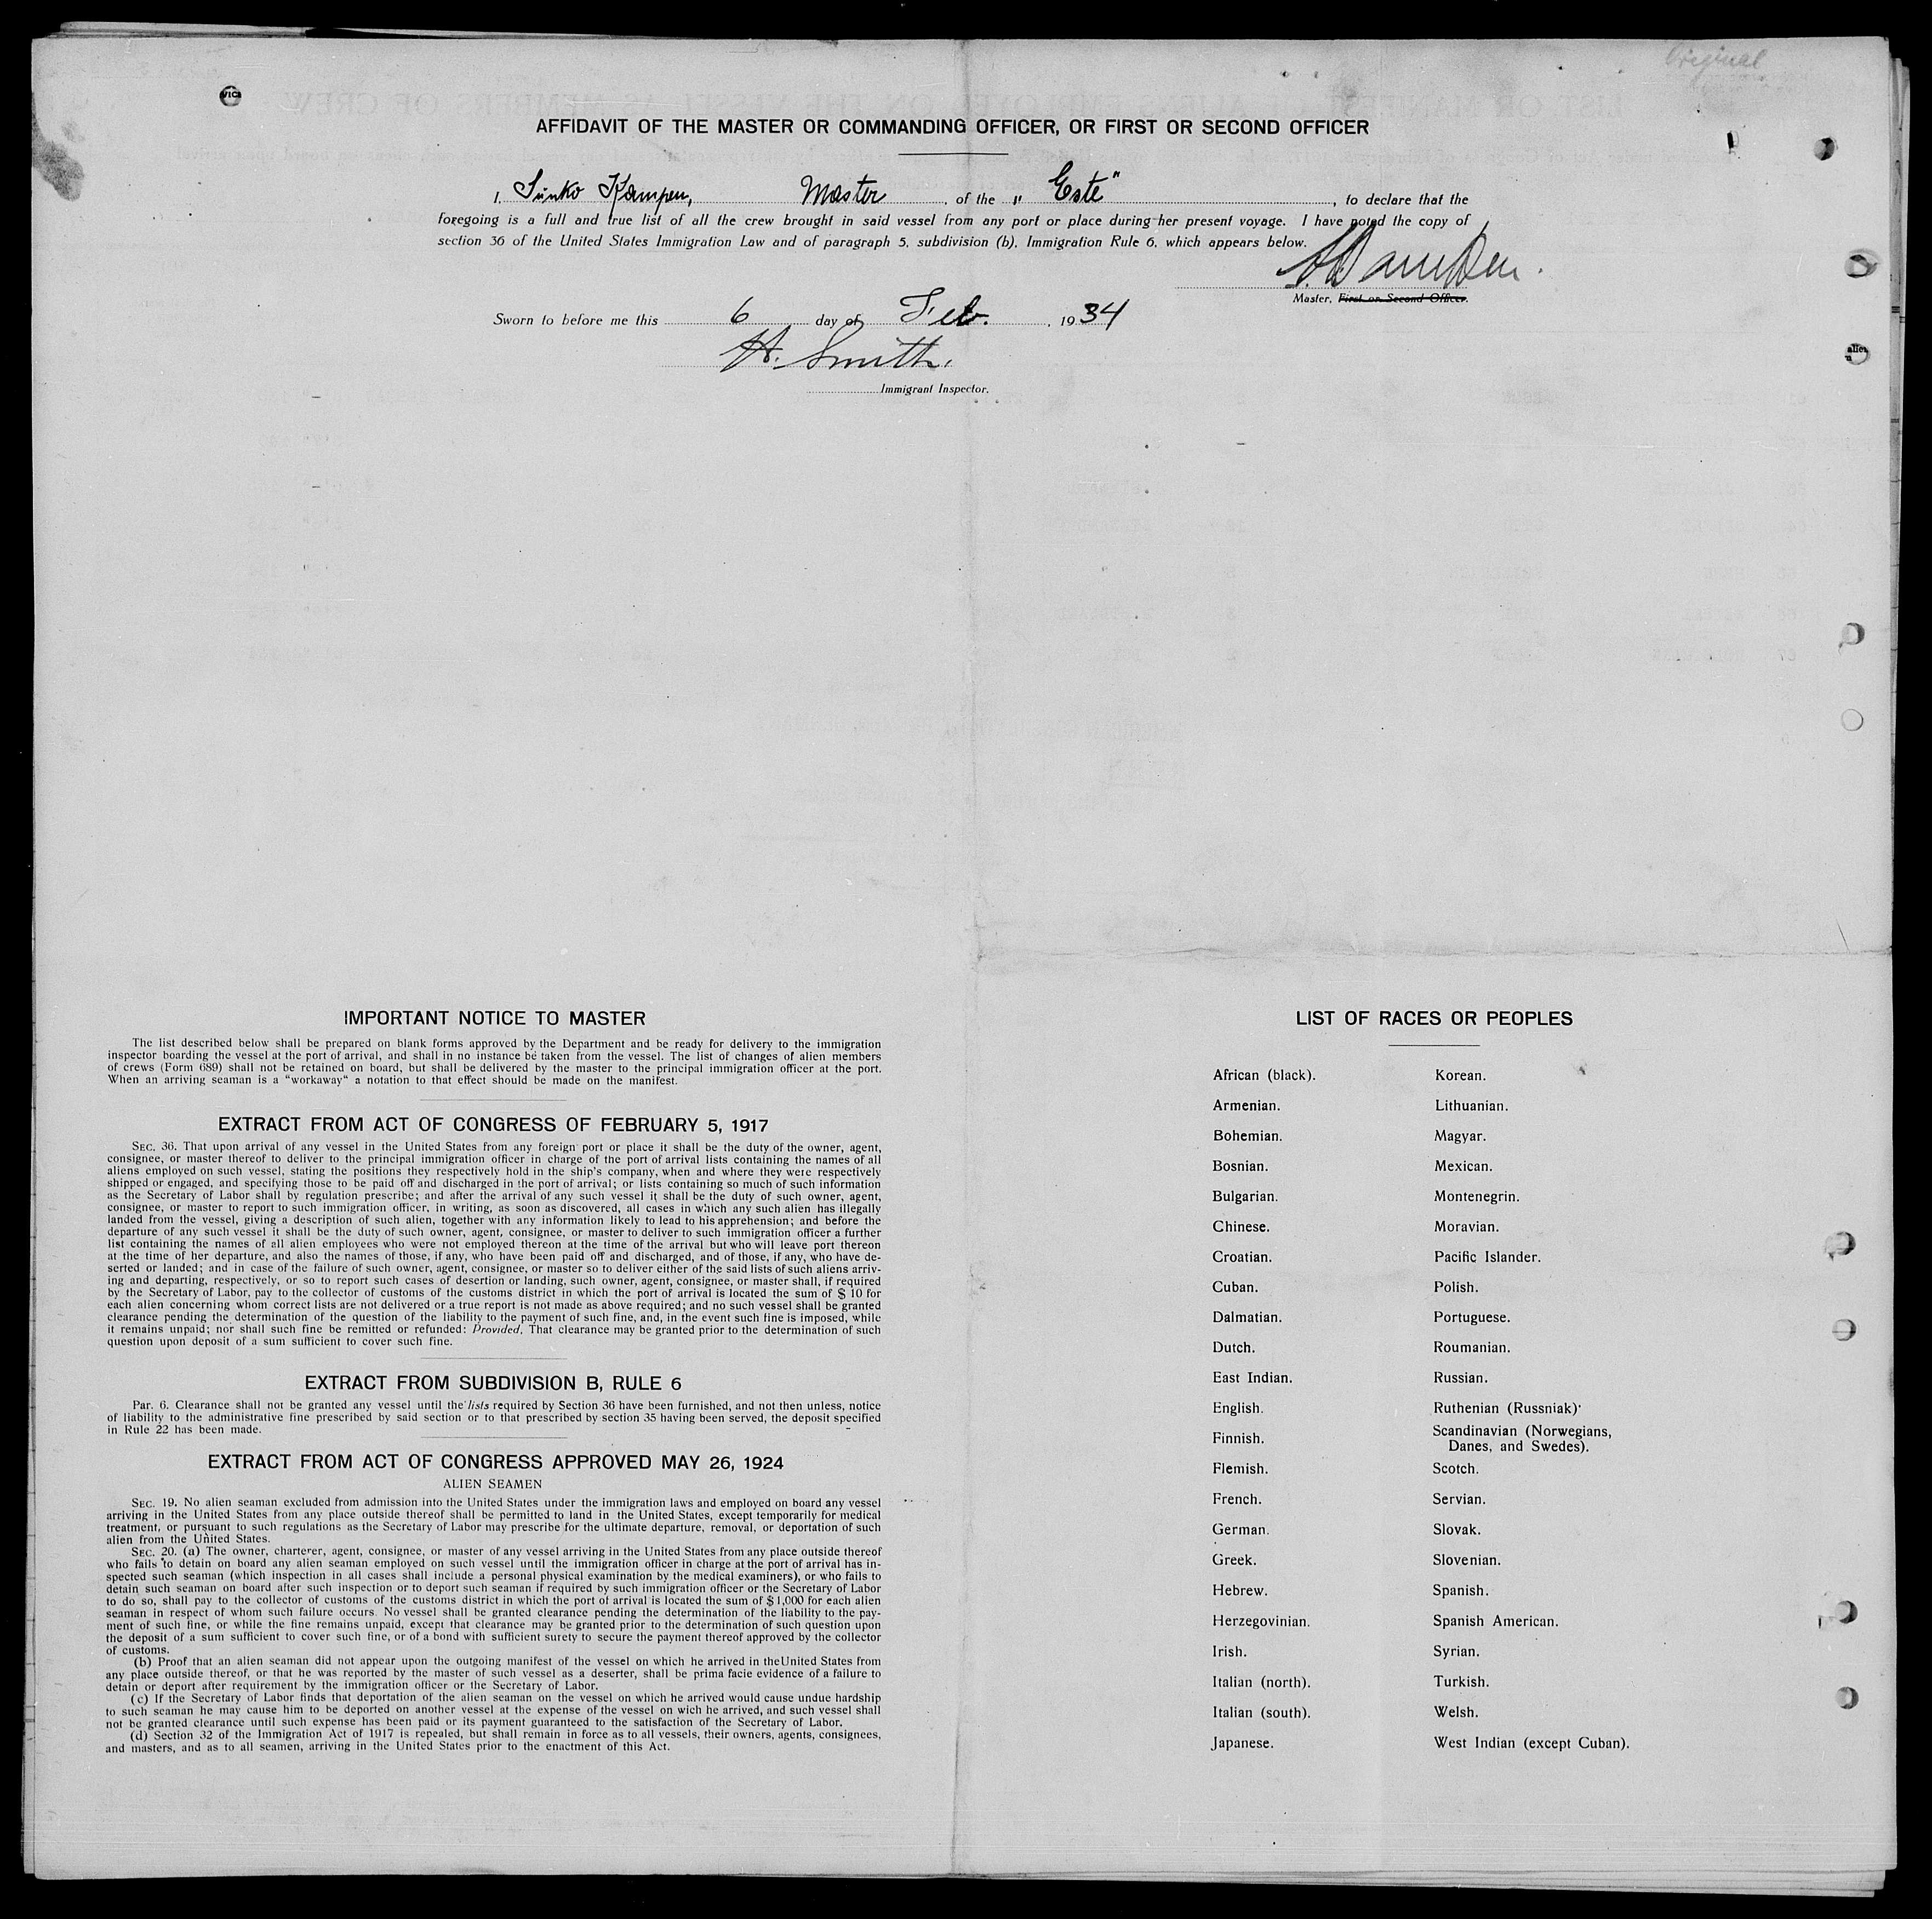 Original
AFFIDAVIT OF THE MASTER OR COMMANDING OFFICER, OR FIRST OR SECOND OFFICER
I, Sunko Kampen, Master, of the „Este", to declare that the
foregoing is a full and true list of all the crew brought in said vessel from any port or place during her present voyage. I have noted the copy of
section 36 of the United States Immigration Law and of paragraph 5, subdivision (b), Immigration Rule 6, which appears below.
Master, First or Second Officer.
Sworn to before me this 6 day of Feb., 1934
H. Smith.
Immigrant Inspector.
IMPORTANT NOTICE TO MASTER
The list described below shall be prepared on blank forms approved by the Department and be ready for delivery to the immigration
inspector boarding the vessel at the port of arrival, and shall in no instance be taken from the vessel. The list of changes of alien members
of crews (Form 689) shall not be retained on board, but shall be delivered by the master to the principal immigration officer at the port.
When an arriving seaman is a "workaway" a notation to that effect should be made on the manifest.
EXTRACT FROM ACT OF CONGRESS OF FEBRUARY 5, 1917
SEC. 36. That upon arrival of any vessel in the United States from any foreign port or place it shall be the duty of the owner, agent,
consignee, or master thereof to deliver to the principal immigration officer in charge of the port of arrival lists containing the names of all
aliens employed on such vessel, stating the positions they respectively hold in the ship's company, when and where they were respectively
shipped or engaged, and specifying those to be paid off and discharged in the port of arrival; or lists containing so much of such information
as the Secretary of Labor shall by regulation prescribe; and after the arrival of any such vessel it shall be the duty of such owner, agent,
consignee, or master to report to such immigration officer, in writing, as soon as discovered, all cases in which any such alien has illegally
landed from the vessel, giving a description of such alien, together with any information likely to lead to his apprehension; and before the
departure of any such vessel it shall be the duty of such owner, agent, consignee, or master to deliver to such immigration officer a further
list containing the names of all alien employees who were not employed thereon at the time of the arrival but who will leave port thereon
at the time of her departure, and also the names of those, if any, who have been paid off and discharged, and of those, if any, who have de-
serted or landed; and in case of the failure of such owner, agent, consignee, or master so to deliver either of the said lists of such aliens arriv-
ing and departing, respectively, or so to report such cases of desertion or landing, such owner, agent, consignee, or master shall, if required
by the Secretary of Labor, pay to the collector of customs of the customs district in which the port of arrival is located the sum of $ 10 for
each alien concerning whom correct lists are not delivered or a true report is not made as above required; and no such vessel shall be granted
clearance pending the determination of the question of the liability to the payment of such fine, and, in the event such fine is imposed, while
it remains unpaid; nor shall such fine be remitted or refunded: Provided, That clearance may be granted prior to the determination of such
question upon deposit of a sum sufficient to cover such fine.
EXTRACT FROM SUBDIVISION B, RULE 6
Par. 6. Clearance shall not be granted any vessel until the lists required by Section 36 have been furnished, and not then unless, notice
of liability to the administrative fine prescribed by said section or to that prescribed by section 35 having been served, the deposit specified
in Rule 22 has been made.
EXTRACT FROM ACT OF CONGRESS APPROVED MAY 26, 1924
ALIEN SEAMEN
SEC. 19. No alien seaman excluded from admission into the United States under the immigration laws and employed on board any vessel
arriving in the United States from any place outside thereof shall be permitted to land in the United States, except temporarily for medical
treatment, or pursuant to such regulations as the Secretary of Labor may prescribe for the ultimate departure, removal, or deportation of such
alien from the United States.
SEC. 20. (a) The owner, charterer, agent, consignee, or master of any vessel arriving in the United States from any place outside thereof
who fails to detain on board any alien seaman employed on such vessel until the immigration officer in charge at the port of arrival has in-
spected such seaman (which inspection in all cases shall include a personal physical examination by the medical examiners), or who fails to
detain such seaman on board after such inspection or to deport such seaman if required by such immigration officer or the Secretary of Labor
to do so, shall pay to the collector of customs of the customs district in which the port of arrival is located the sum of $ 1,000 for each alien
seaman in respect of whom such failure occurs. No vessel shall be granted clearance pending the determination of the liability to the pay-
ment of such fine, or while the fine remains unpaid, except that clearance may be granted prior to the determination of such question upon
the deposit of a sum sufficient to cover such fine, or of a bond with sufficient surety to secure the payment thereof approved by the collector
of customs.
(b) Proof that an alien seaman did not appear upon the outgoing manifest of the vessel on which he arrived in the United States from
any place outside thereof, or that he was reported by the master of such vessel as a deserter, shall be prima facie evidence of a failure to
detain or deport after requirement by the immigration officer or the Secretary of Labor.
(c) If the Secretary of Labor finds that deportation of the alien seaman on the vessel on which he arrived would cause undue hardship
to such seaman he may cause him to be deported on another vessel at the expense of the vessel on wich he arrived, and such vessel shall
not be granted clearance until such expense has been paid or its payment guaranteed to the satisfaction of the Secretary of Labor.
(d) Section 32 of the Immigration Act of 1917 is repealed, but shall remain in force as to all vessels, their owners, agents, consignees,
and masters, and as to all seamen, arriving in the United States prior to the enactment of this Act.
LIST OF RACES OR PEOPLES
African (black).
Armenian.
Bohemian.
Bosnian.
Bulgarian.
Chinese.
Croatian.
Cuban.
Dalmatian.
Dutch.
East Indian.
English.
Finnish.
Flemish.
French.
German.
Greek.
Hebrew.
Herzegovinian.
Irish.
Italian (north).
Italian (south).
Japanese.
Korean.
Lithuanian.
Magyar.
Mexican.
Montenegrin.
Moravian.
Pacific Islander.
Polish.
Portuguese.
Roumanian.
Russian.
Ruthenian (Russniak)
Scandinavian (Norwegians,
Danes, and Swedes).
Scotch.
Servian.
Slovak.
Slovenian.
Spanish.
Spanish American.
Syrian.
Turkish.
Welsh.
West Indian (except Cuban).